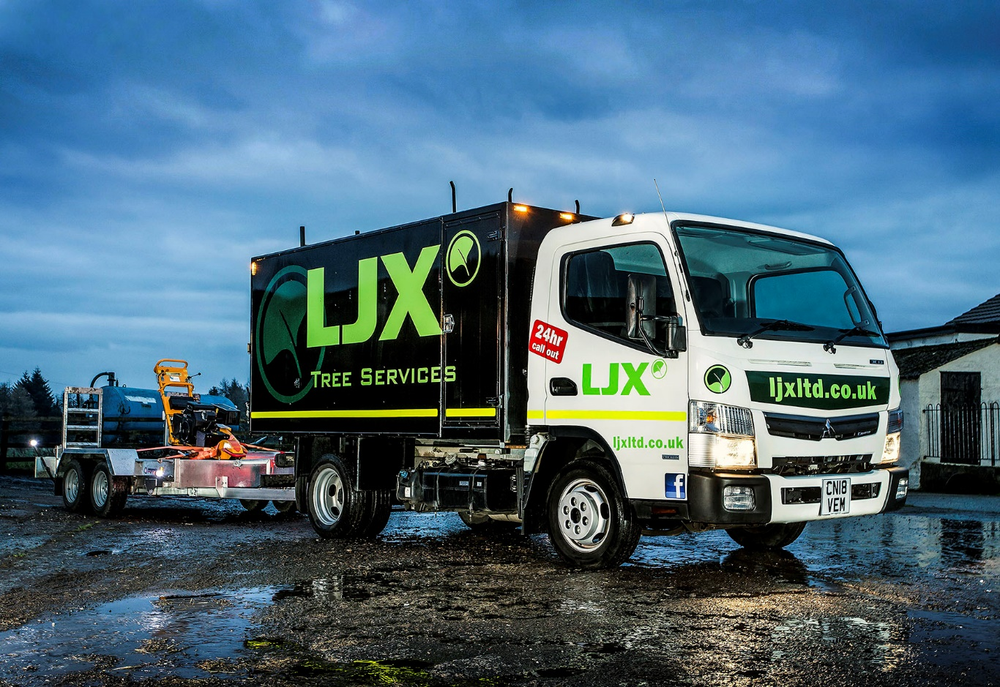 LJX
TREE SERVICES
24hr
call out
LJX
ljxltd.co.uk
ljxltd.co.uk
f
CN18
VEM